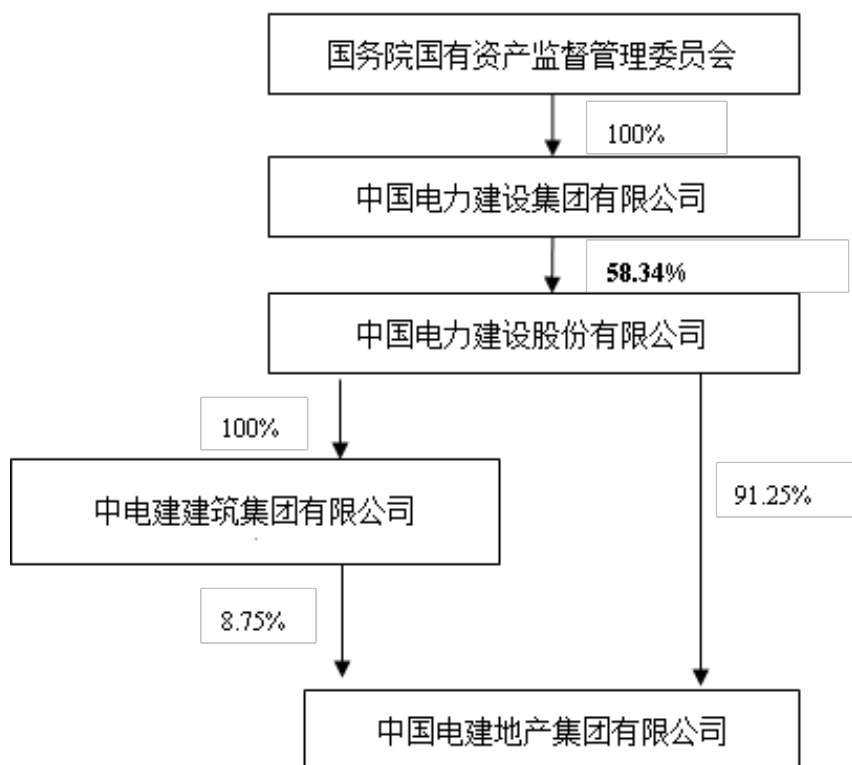 国务院国有资产监督管理委员会
100%
中国电力建设集团有限公司
58.34%
中国电力建设股份有限公司
100%
91.25%
中电建建筑集团有限公司
8.75%
中国电建地产集团有限公司